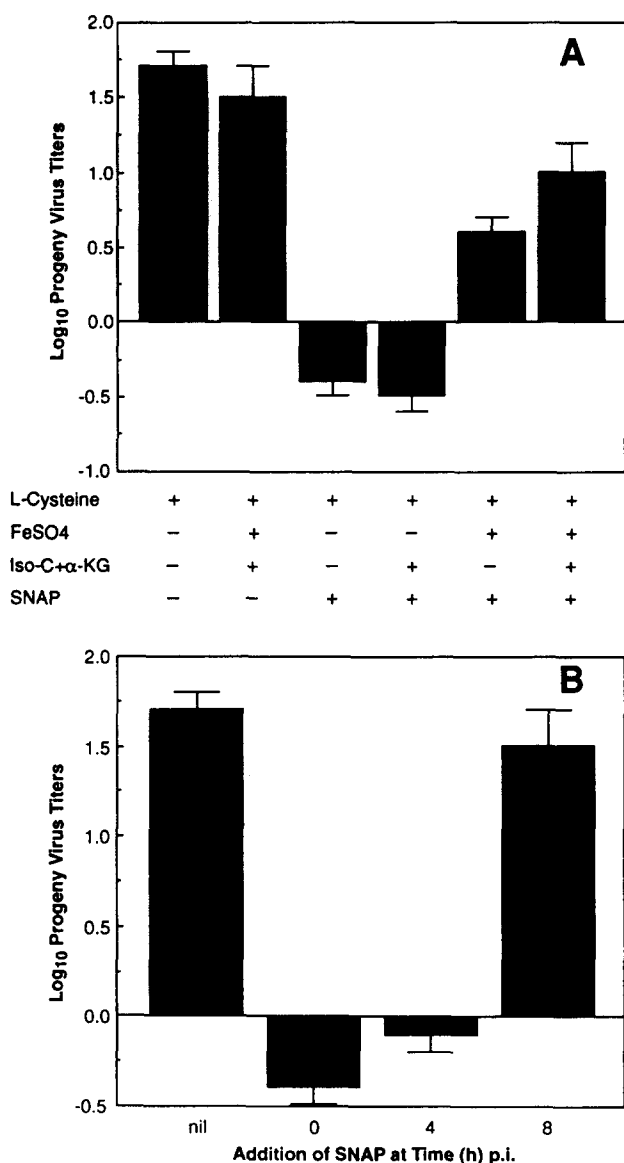 A
2.0
1.5
1.0
0.5
0.0
-0.5
-1.0
Log10 Progeny Virus Titers
L-Cysteine + + + + + +
FeSO4 − + − − + +
Iso-C+α-KG − + − + − +
SNAP − − + + + +
B
2.0
1.5
1.0
0.5
0.0
-0.5
Log10 Progeny Virus Titers
nil 0 4 8
Addition of SNAP at Time (h) p.i.